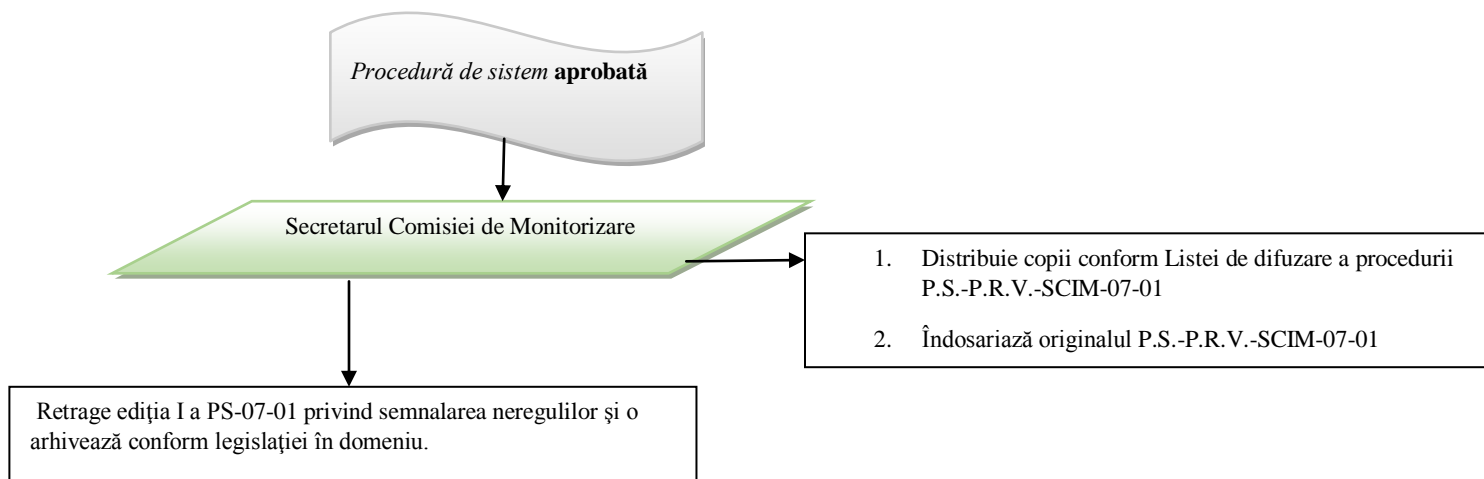 Procedură de sistem aprobată
Secretarul Comisiei de Monitorizare
1. Distribuie copii conform Listei de difuzare a procedurii
P.S.-P.R.V.-SCIM-07-01
2. Îndosariază originalul P.S.-P.R.V.-SCIM-07-01
Retrage ediţia I a PS-07-01 privind semnalarea neregulilor şi o
arhivează conform legislaţiei în domeniu.